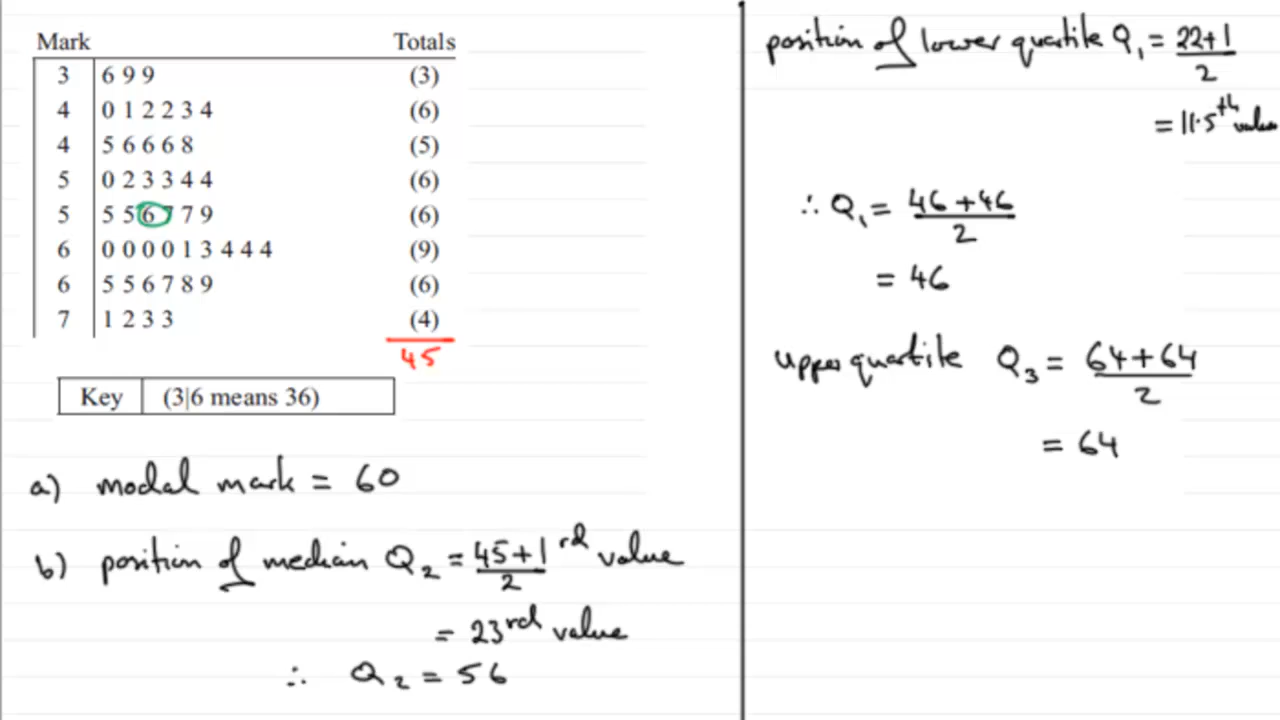 Mark Totals
3 6 9 9 (3)
4 0 1 2 2 3 4 (6)
4 5 6 6 6 8 (5)
5 0 2 3 3 4 4 (6)
5 5 5 6 7 7 9 (6)
6 0 0 0 0 1 3 4 4 4 (9)
6 5 5 6 7 8 9 (6)
7 1 2 3 3 (4)
45
Key (3|6 means 36)
a) modal mark = 60
b) position of median Q₂ = 45+1/2 rd value
= 23rd value
∴ Q₂ = 56
position of lower quartile Q₁ = 22+1/2
= 11.5th value
∴ Q₁ = 46+46/2
= 46
upper quartile Q₃ = 64+64/2
= 64